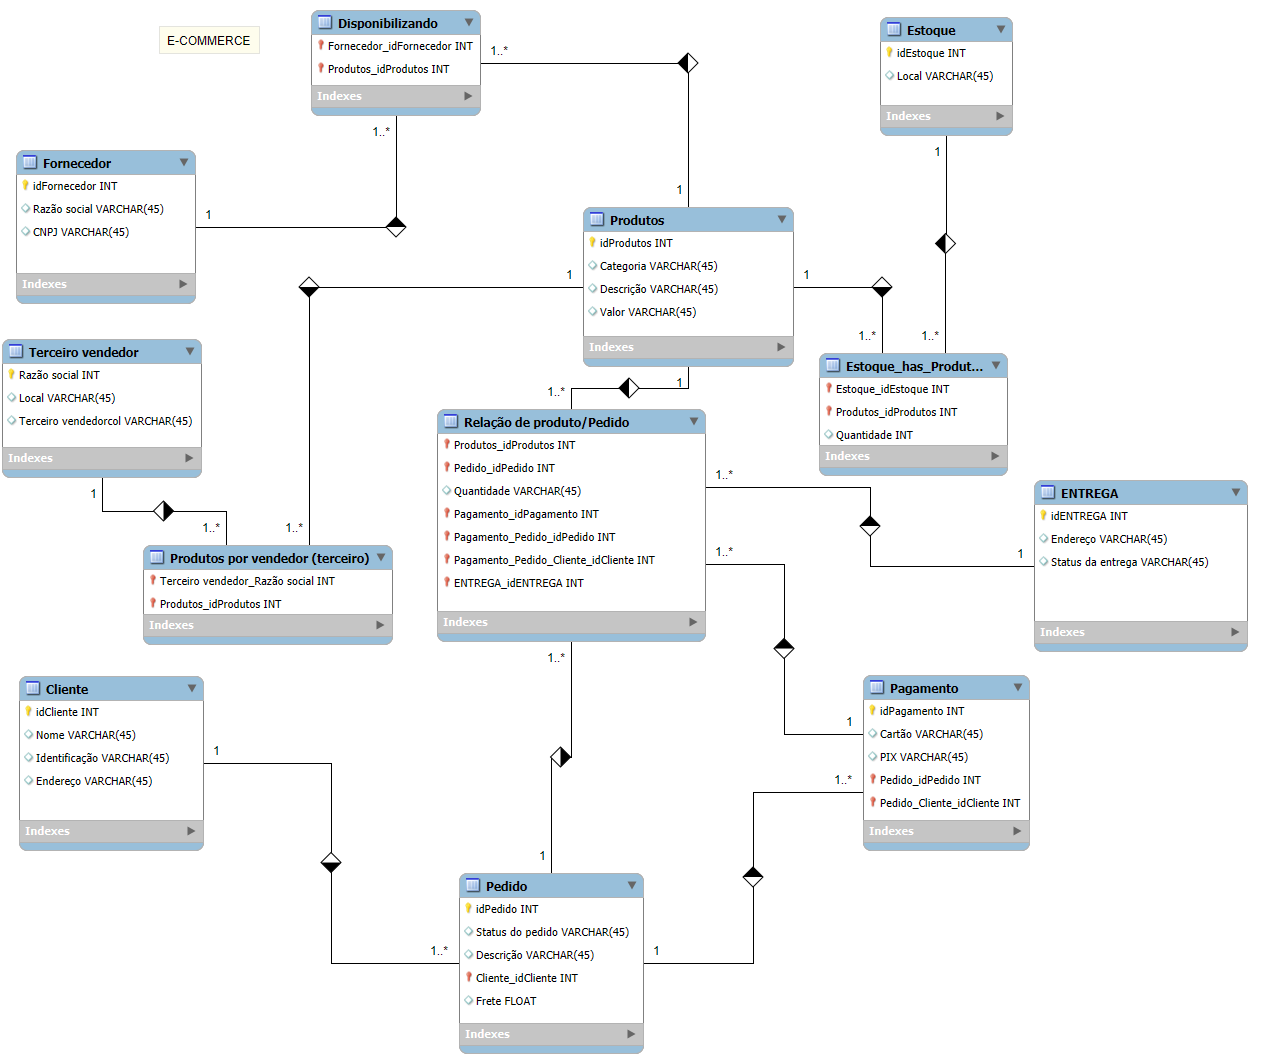 E-COMMERCE
Disponibilizando
Fornecedor_idFornecedor INT
Produtos_idProdutos INT
Indexes
1..*
1..*
1
Estoque
idEstoque INT
Local VARCHAR(45)
Indexes
1
1..*
Fornecedor
idFornecedor INT
Razão social VARCHAR(45)
CNPJ VARCHAR(45)
Indexes
1
Produtos
idProdutos INT
Categoria VARCHAR(45)
Descrição VARCHAR(45)
Valor VARCHAR(45)
Indexes
1
1
1..*
1
1..*
Terceiro vendedor
Razão social INT
Local VARCHAR(45)
Terceiro vendedorcol VARCHAR(45)
Indexes
1
1..*
1..*
Estoque_has_Produt...
Estoque_idEstoque INT
Produtos_idProdutos INT
Quantidade INT
Indexes
Relação de produto/Pedido
Produtos_idProdutos INT
Pedido_idPedido INT
Quantidade VARCHAR(45)
Pagamento_idPagamento INT
Pagamento_Pedido_idPedido INT
Pagamento_Pedido_Cliente_idCliente INT
ENTREGA_idENTREGA INT
Indexes
1..*
1..*
1..*
ENTREGA
idENTREGA INT
Endereço VARCHAR(45)
Status da entrega VARCHAR(45)
Indexes
1
Produtos por vendedor (terceiro)
Terceiro vendedor_Razão social INT
Produtos_idProdutos INT
Indexes
Cliente
idCliente INT
Nome VARCHAR(45)
Identificação VARCHAR(45)
Endereço VARCHAR(45)
Indexes
1
Pagamento
idPagamento INT
Cartão VARCHAR(45)
PIX VARCHAR(45)
Pedido_idPedido INT
Pedido_Cliente_idCliente INT
Indexes
1
1..*
1
Pedido
idPedido INT
Status do pedido VARCHAR(45)
Descrição VARCHAR(45)
Cliente_idCliente INT
Frete FLOAT
Indexes
1..*
1